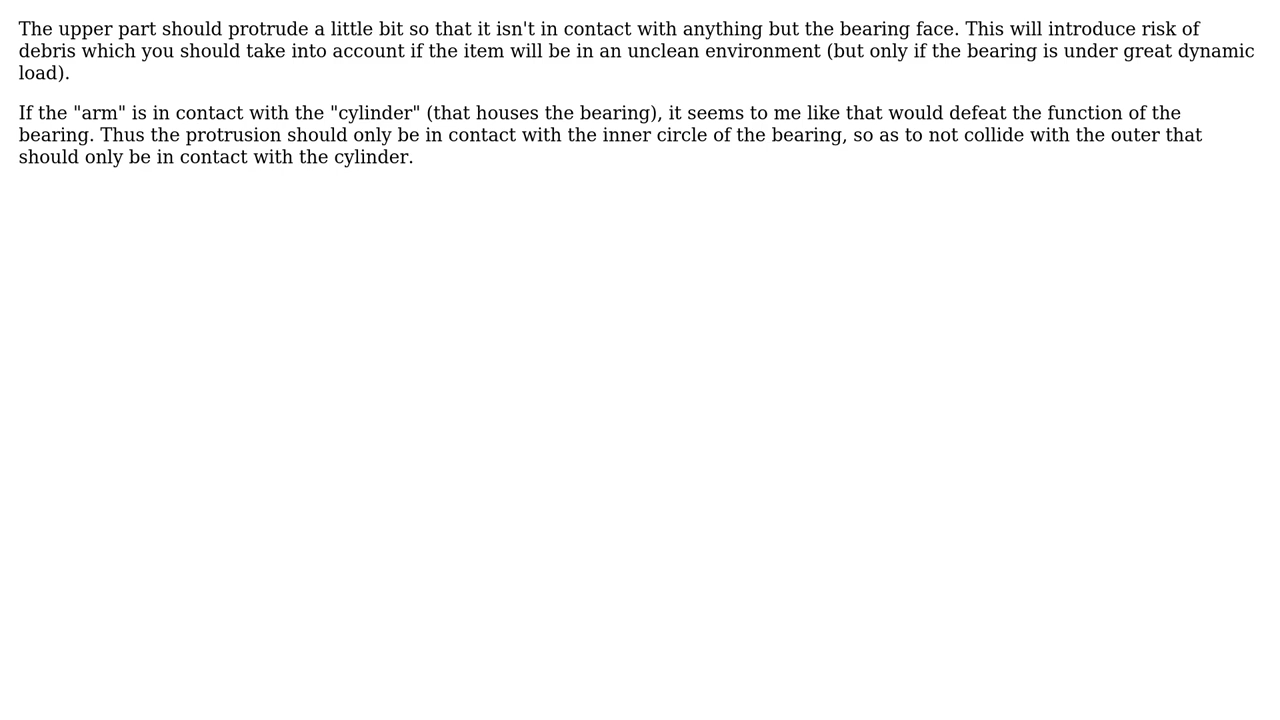 The upper part should protrude a little bit so that it isn't in contact with anything but the bearing face. This will introduce risk of
debris which you should take into account if the item will be in an unclean environment (but only if the bearing is under great dynamic
load).
If the "arm" is in contact with the "cylinder" (that houses the bearing), it seems to me like that would defeat the function of the
bearing. Thus the protrusion should only be in contact with the inner circle of the bearing, so as to not collide with the outer that
should only be in contact with the cylinder.